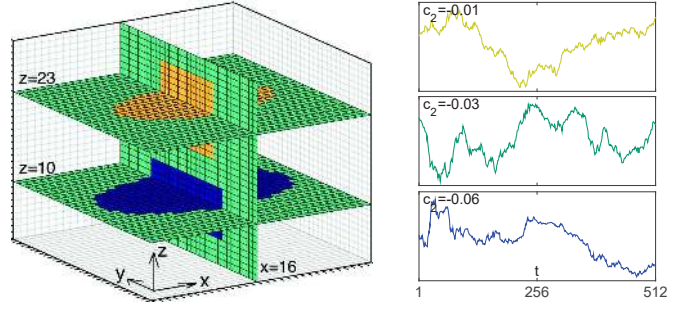 z=23
z=10
z
y
x
x=16
c₂=-0.01
c₂=-0.03
c₂=-0.06
t
1 256 512